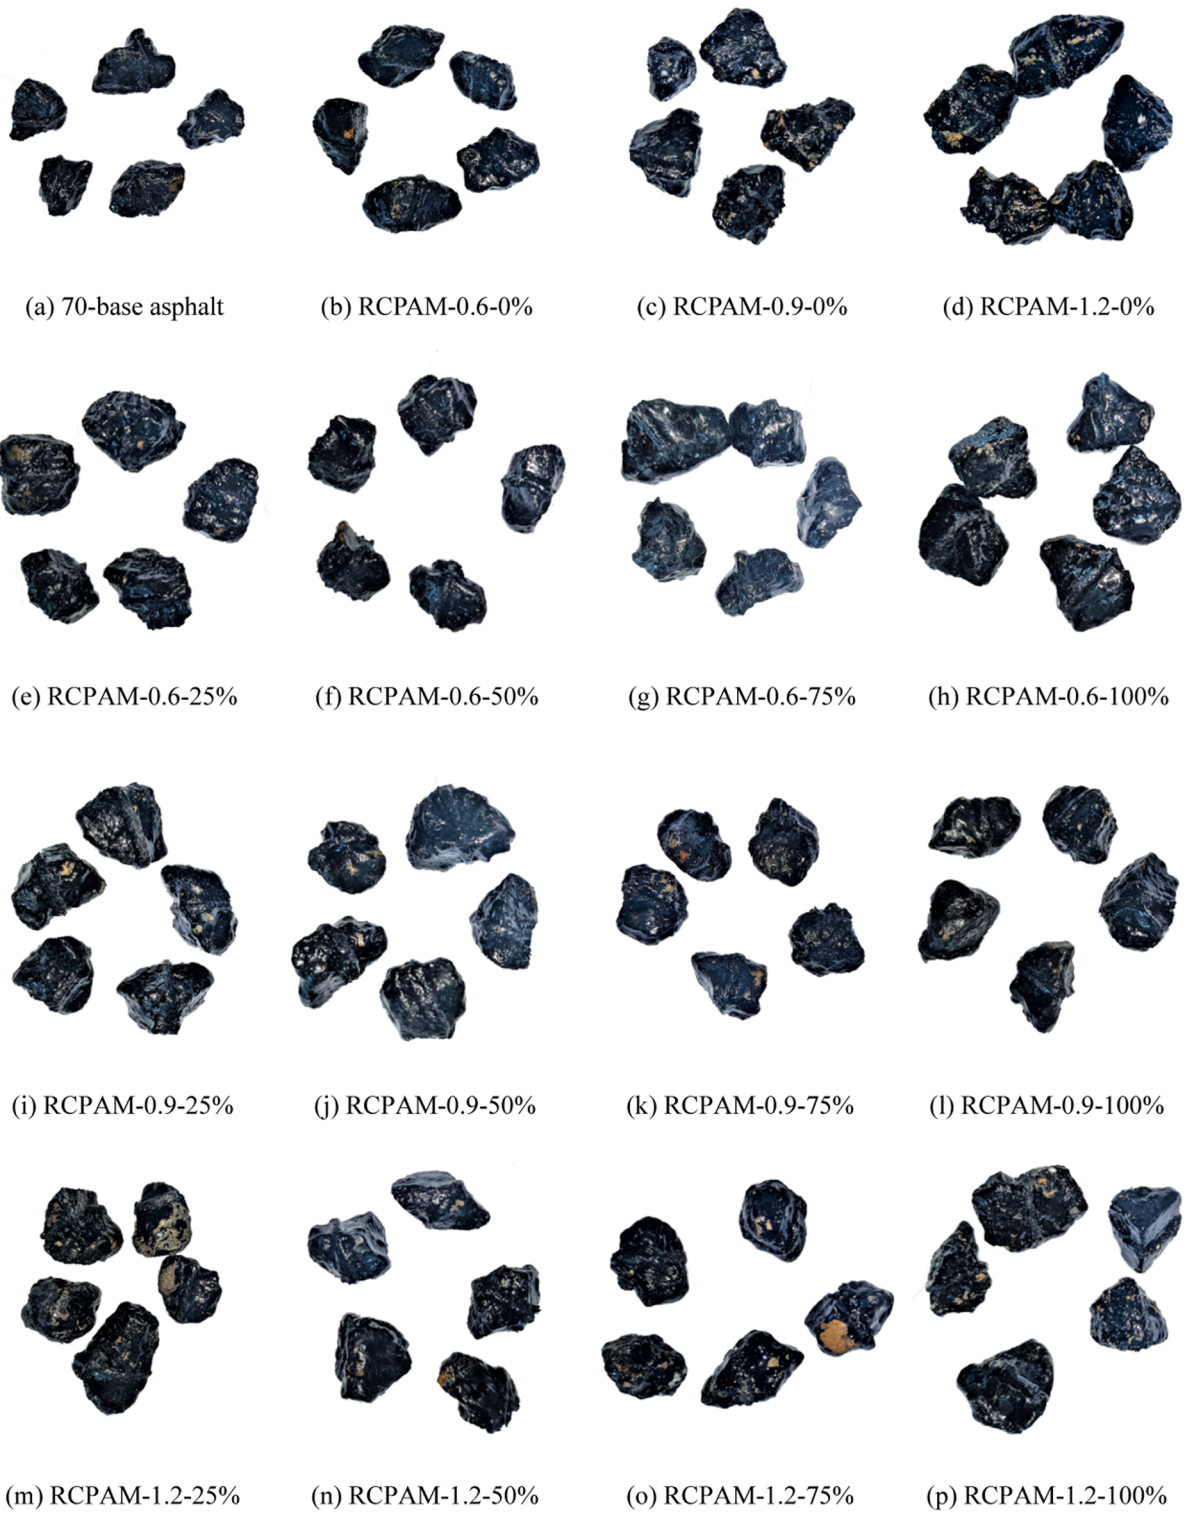 (a) 70-base asphalt
(b) RCPAM-0.6-0%
(c) RCPAM-0.9-0%
(d) RCPAM-1.2-0%
(e) RCPAM-0.6-25%
(f) RCPAM-0.6-50%
(g) RCPAM-0.6-75%
(h) RCPAM-0.6-100%
(i) RCPAM-0.9-25%
(j) RCPAM-0.9-50%
(k) RCPAM-0.9-75%
(l) RCPAM-0.9-100%
(m) RCPAM-1.2-25%
(n) RCPAM-1.2-50%
(o) RCPAM-1.2-75%
(p) RCPAM-1.2-100%